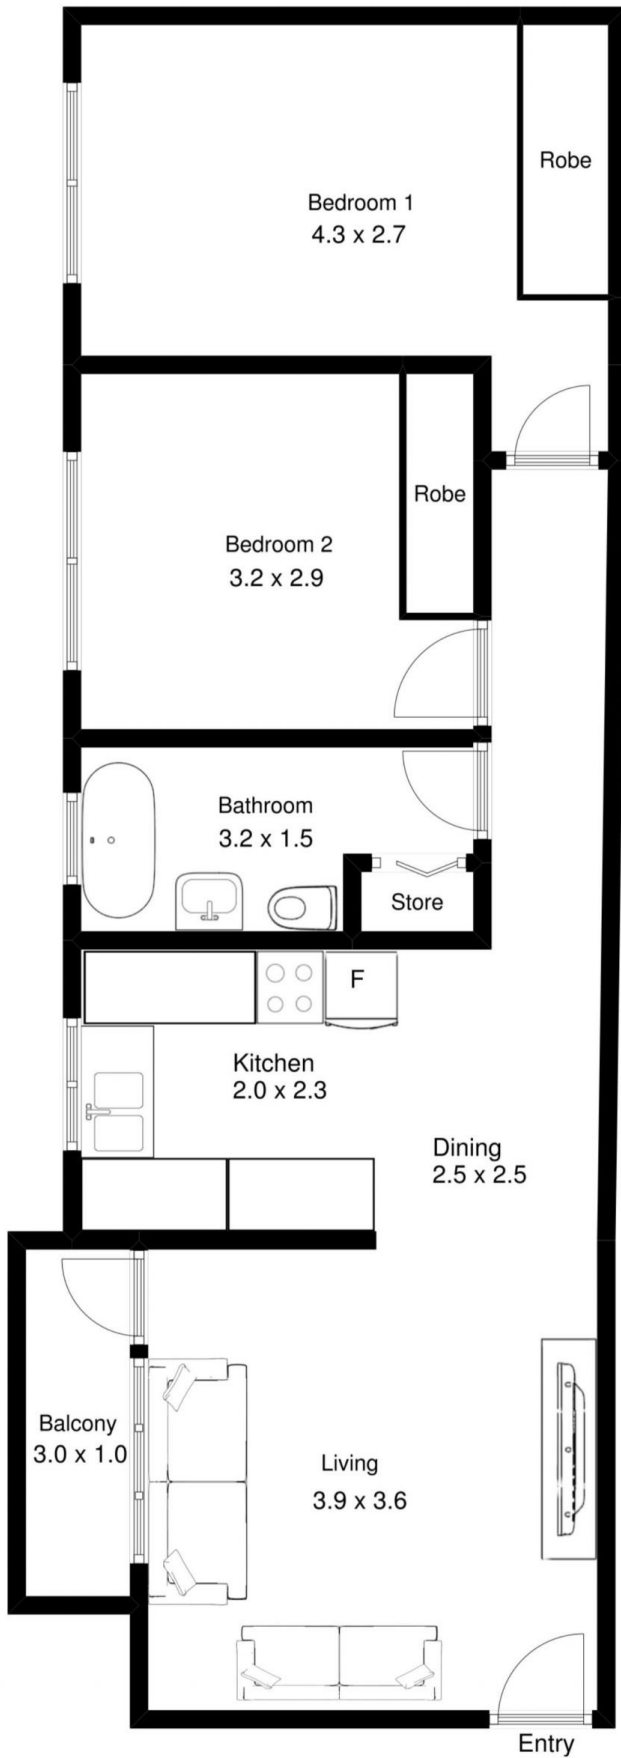 Robe
Bedroom 1
4.3 x 2.7
Robe
Bedroom 2
3.2 x 2.9
Bathroom
3.2 x 1.5
Store
F
Kitchen
2.0 x 2.3
Dining
2.5 x 2.5
Balcony
3.0 x 1.0
Living
3.9 x 3.6
Entry